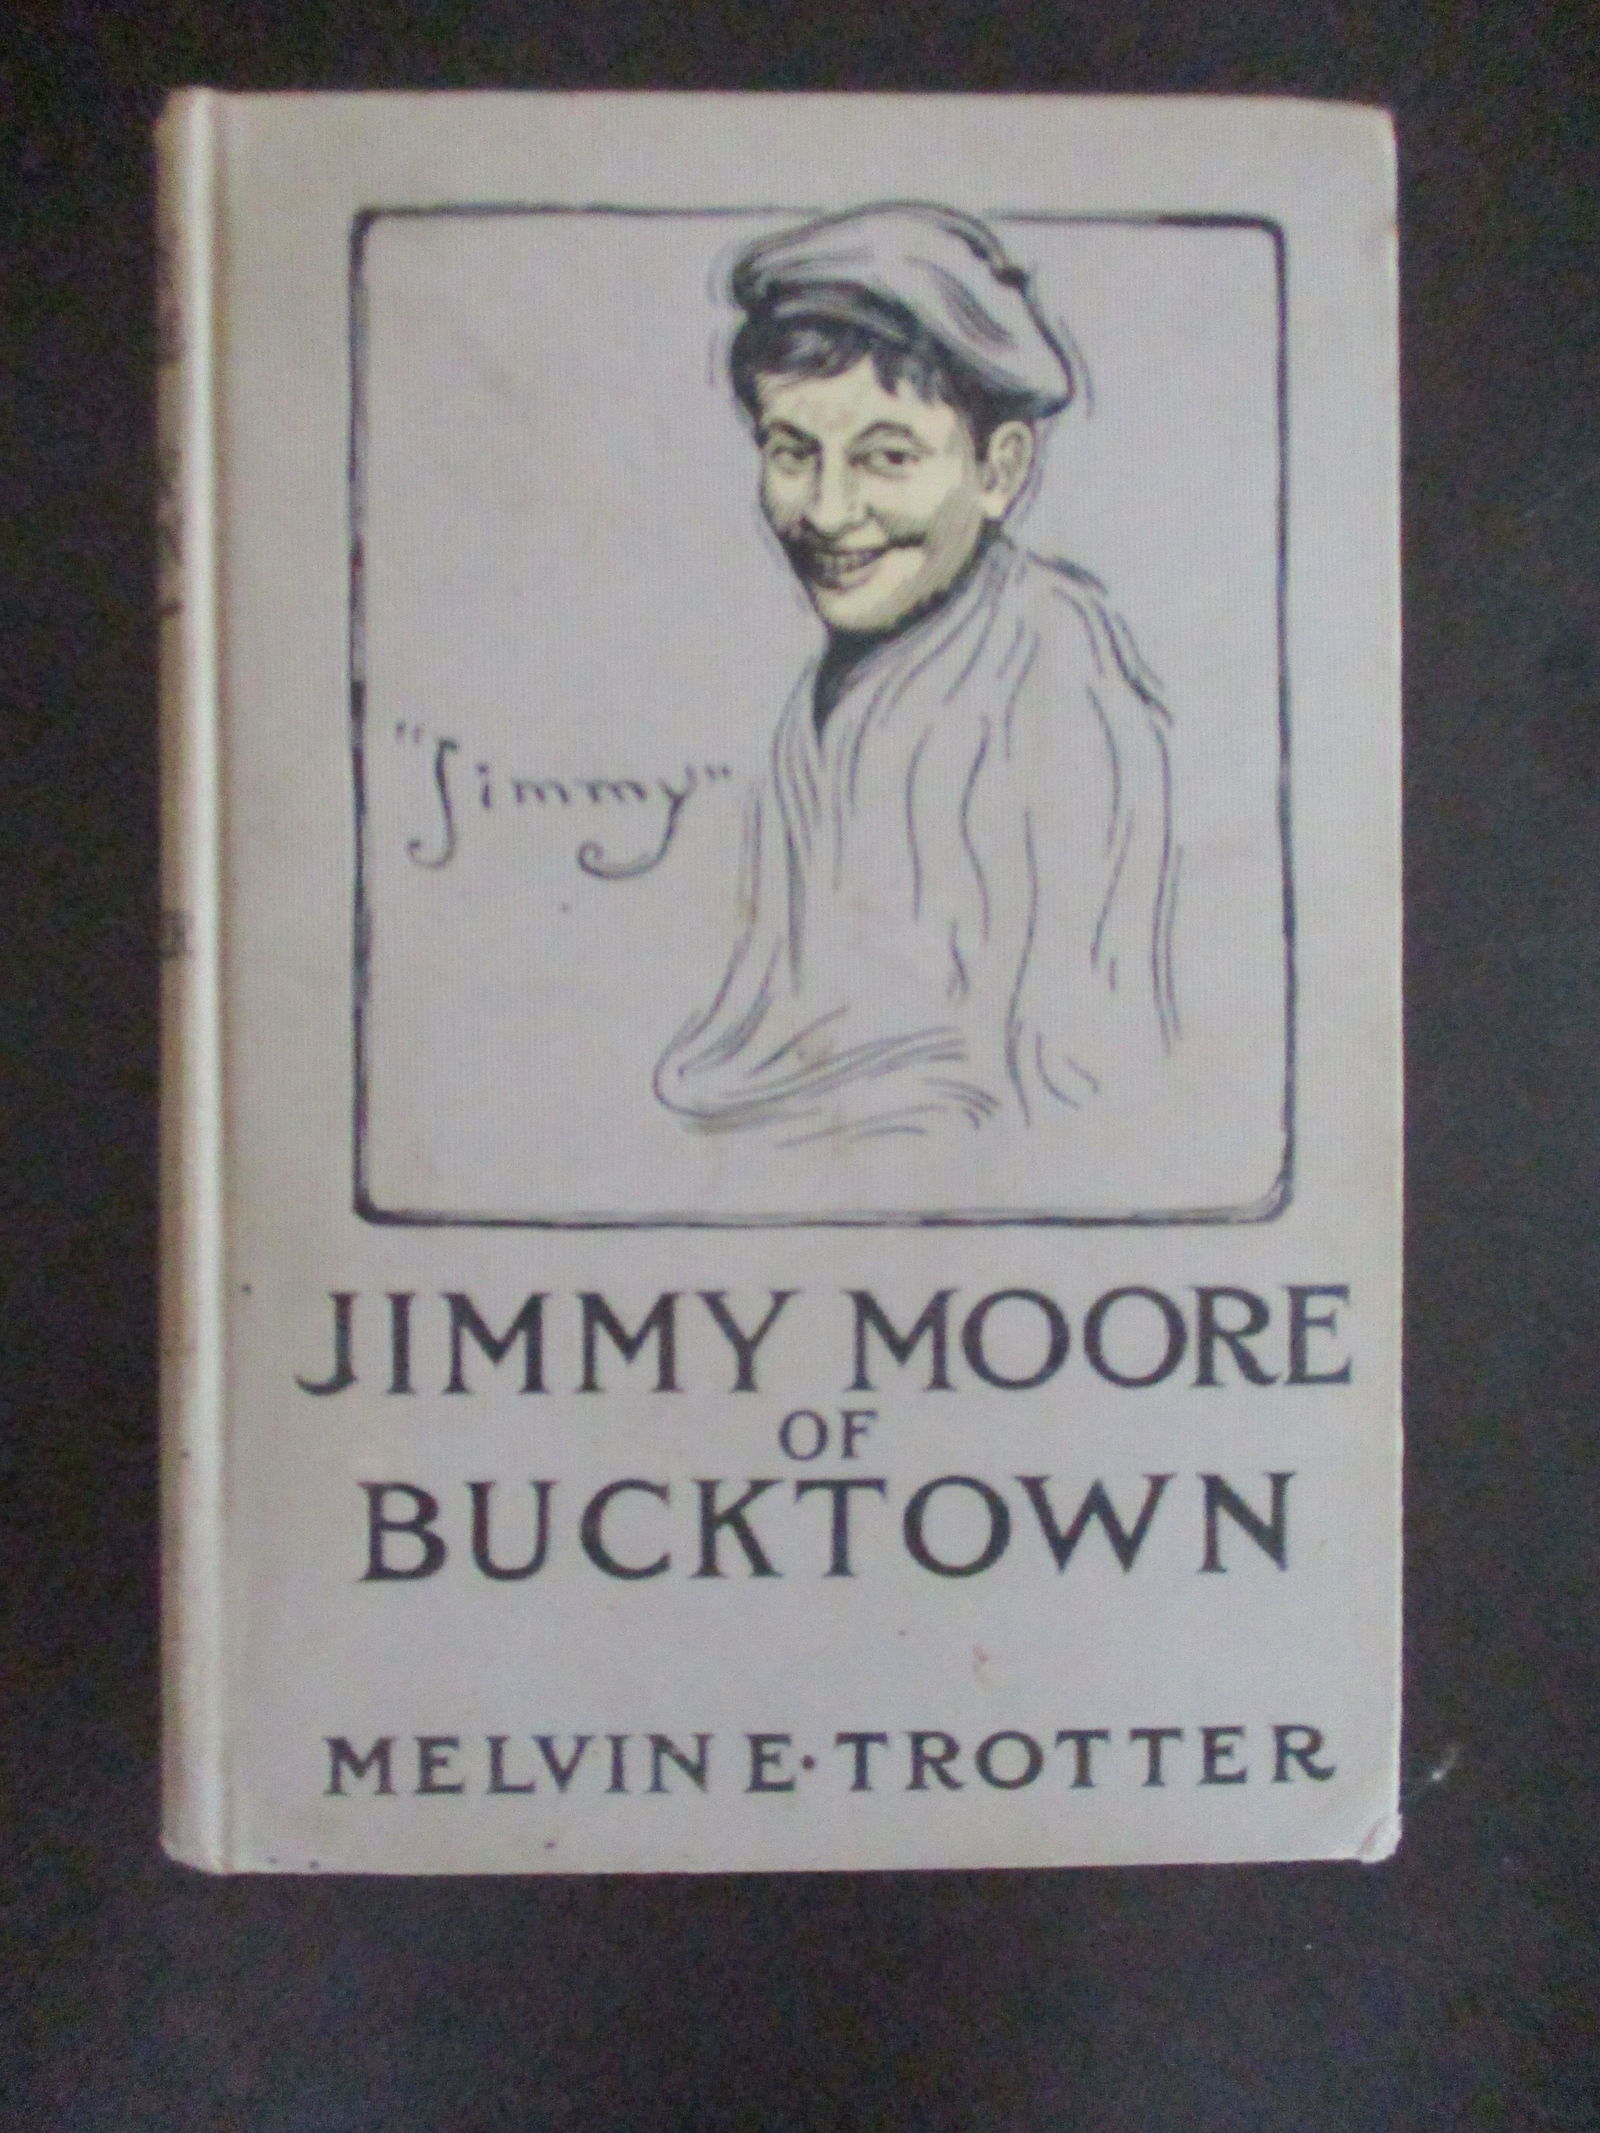 "Jimmy"
JIMMY MOORE
OF
BUCKTOWN
MELVIN E. TROTTER